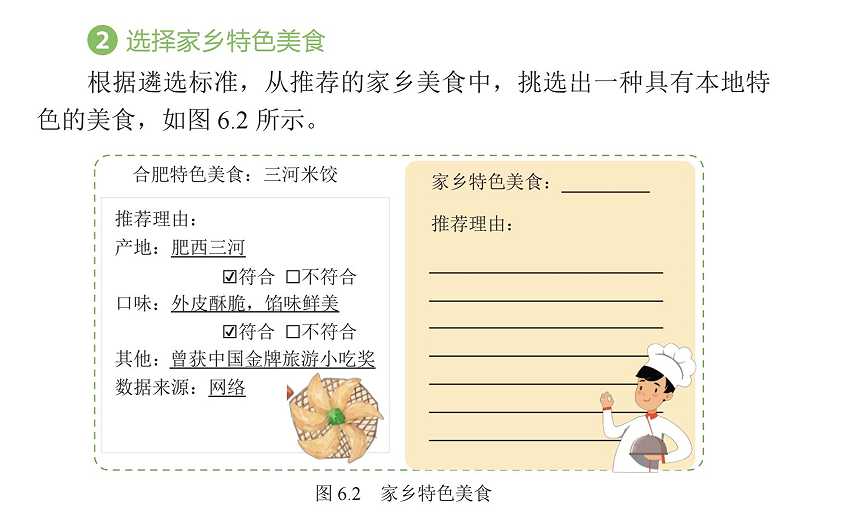 2 选择家乡特色美食
根据遴选标准，从推荐的家乡美食中，挑选出一种具有本地特
色的美食，如图 6.2 所示。
合肥特色美食：三河米饺
推荐理由：
产地：肥西三河
☑符合 □不符合
口味：外皮酥脆，馅味鲜美
☑符合 □不符合
其他：曾获中国金牌旅游小吃奖
数据来源：网络
家乡特色美食：
推荐理由：
图 6.2 家乡特色美食